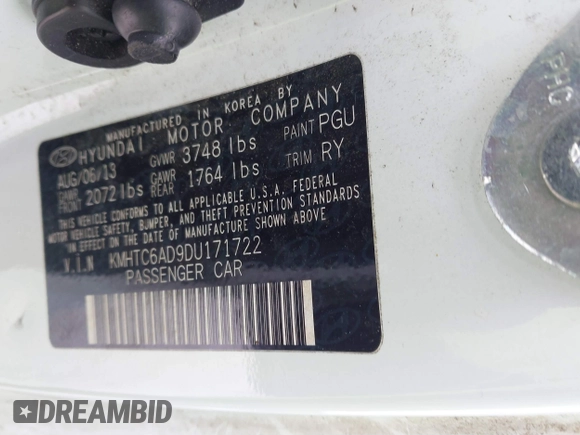 MANUFACTURED IN KOREA BY
HYUNDAI MOTOR COMPANY
AUG/06/13 GVWR 3748 lbs PAINT PGU
GAWR FRONT 2072 lbs GAWR REAR 1764 lbs TRIM RY
THIS VEHICLE CONFORMS TO ALL APPLICABLE U.S.A. FEDERAL
MOTOR VEHICLE SAFETY, BUMPER, AND THEFT PREVENTION STANDARDS
IN EFFECT ON THE DATE OF MANUFACTURE SHOWN ABOVE.
V.I.N KMHTC6AD9DU171722
PASSENGER CAR
GHC
DREAMBID